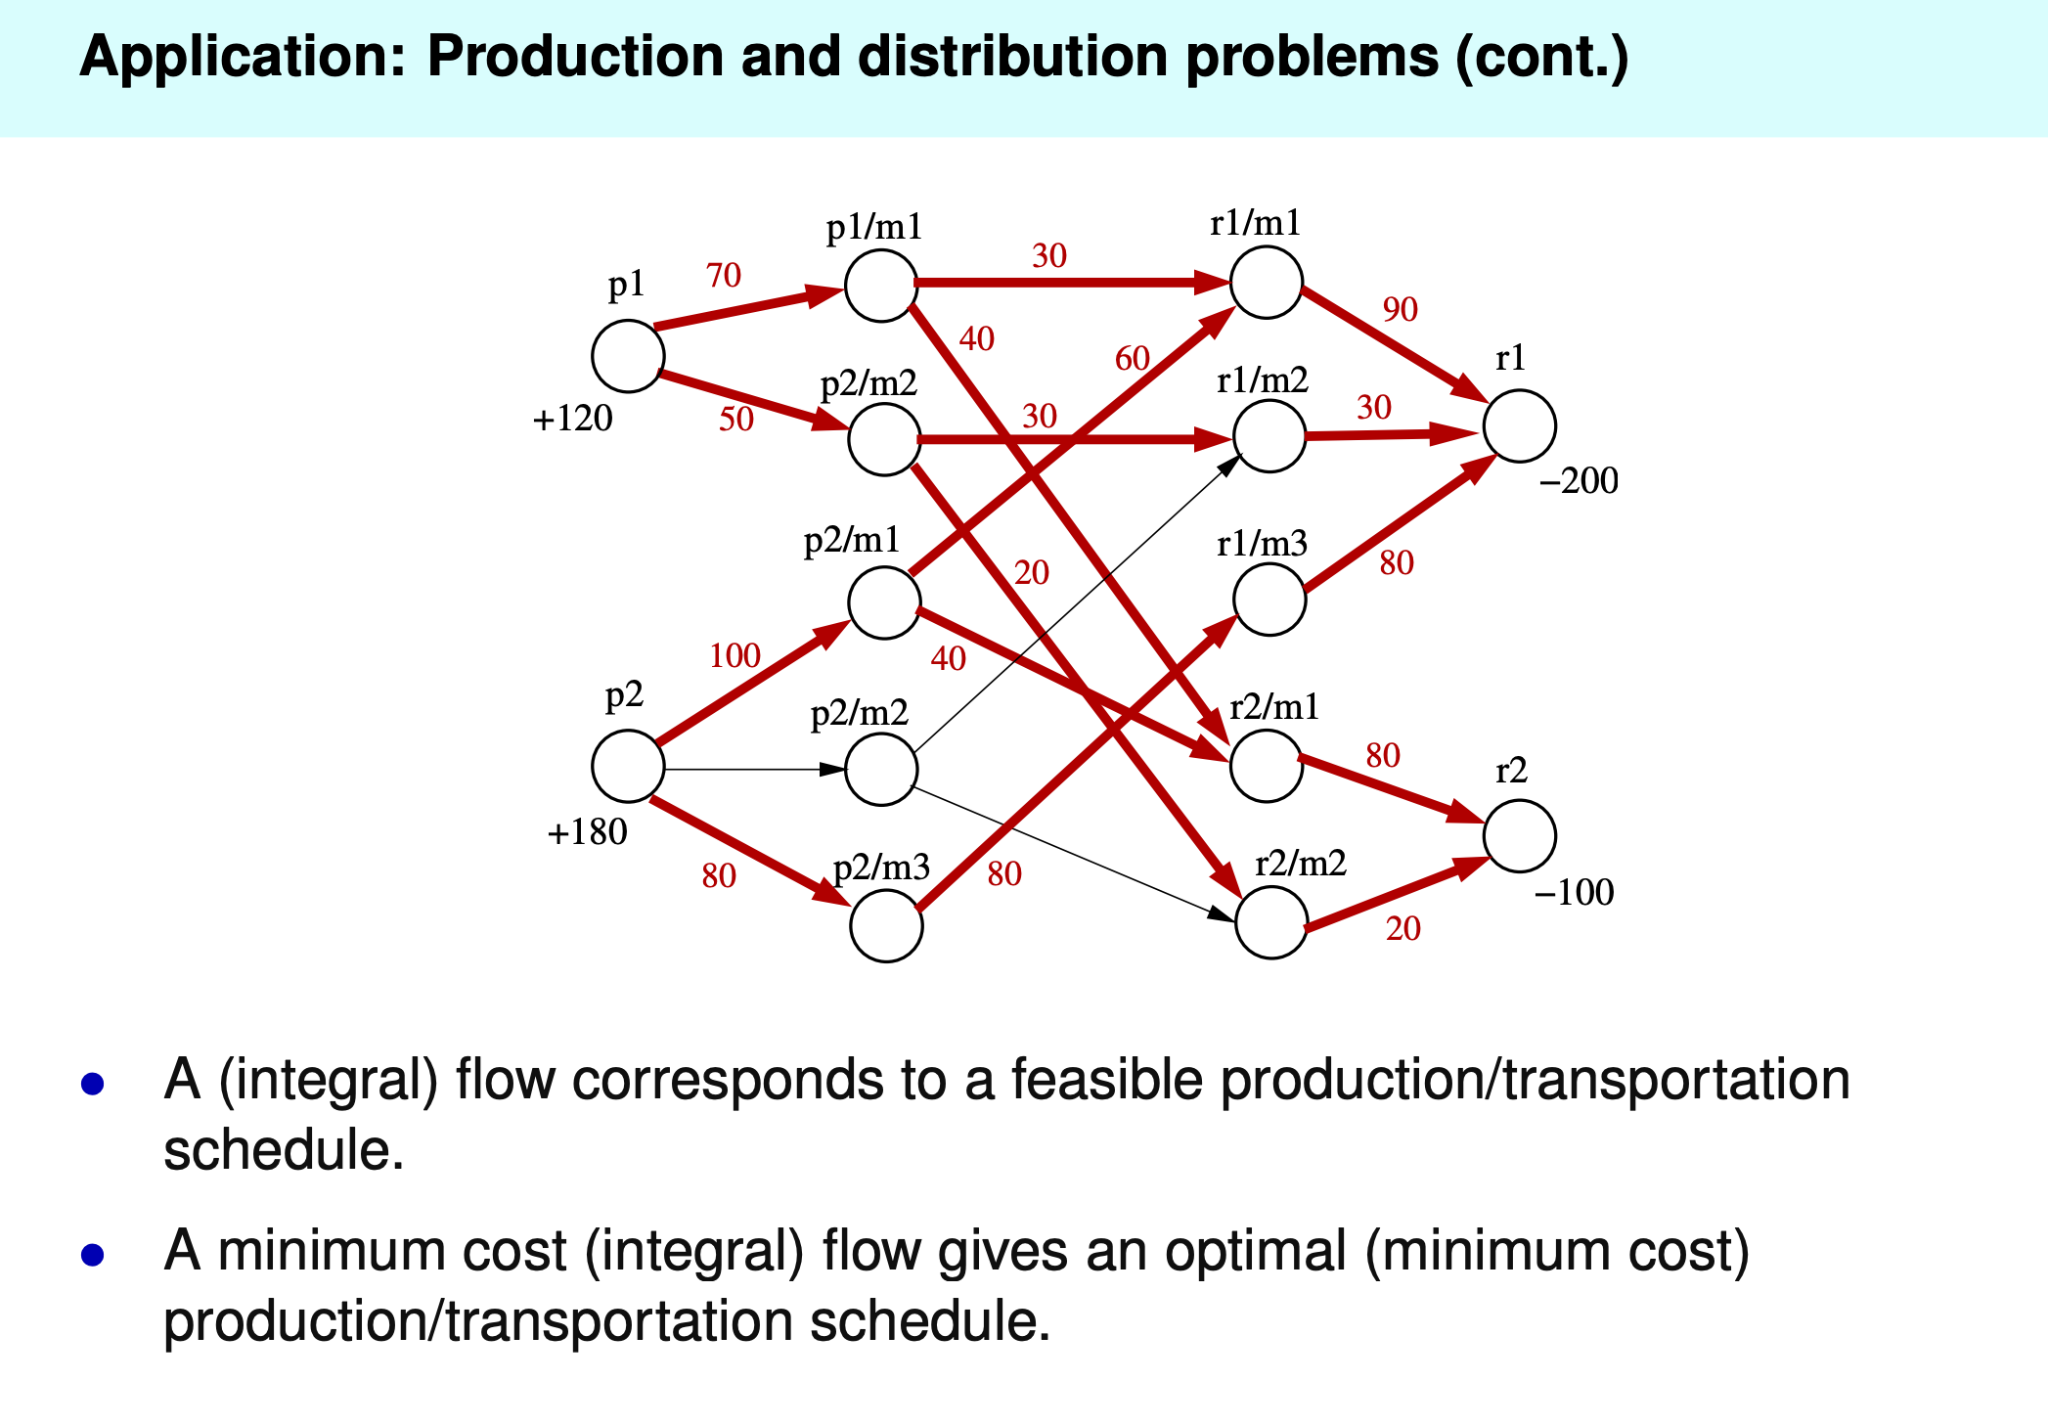 Application: Production and distribution problems (cont.)
p1/m1
r1/m1
30
70
p1
90
40
60
r1
p2/m2
r1/m2
30
30
+120
50
−200
p2/m1
r1/m3
20
80
100
40
p2
p2/m2
r2/m1
80
r2
+180
p2/m3
r2/m2
80
80
−100
20
• A (integral) flow corresponds to a feasible production/transportation
schedule.
• A minimum cost (integral) flow gives an optimal (minimum cost)
production/transportation schedule.